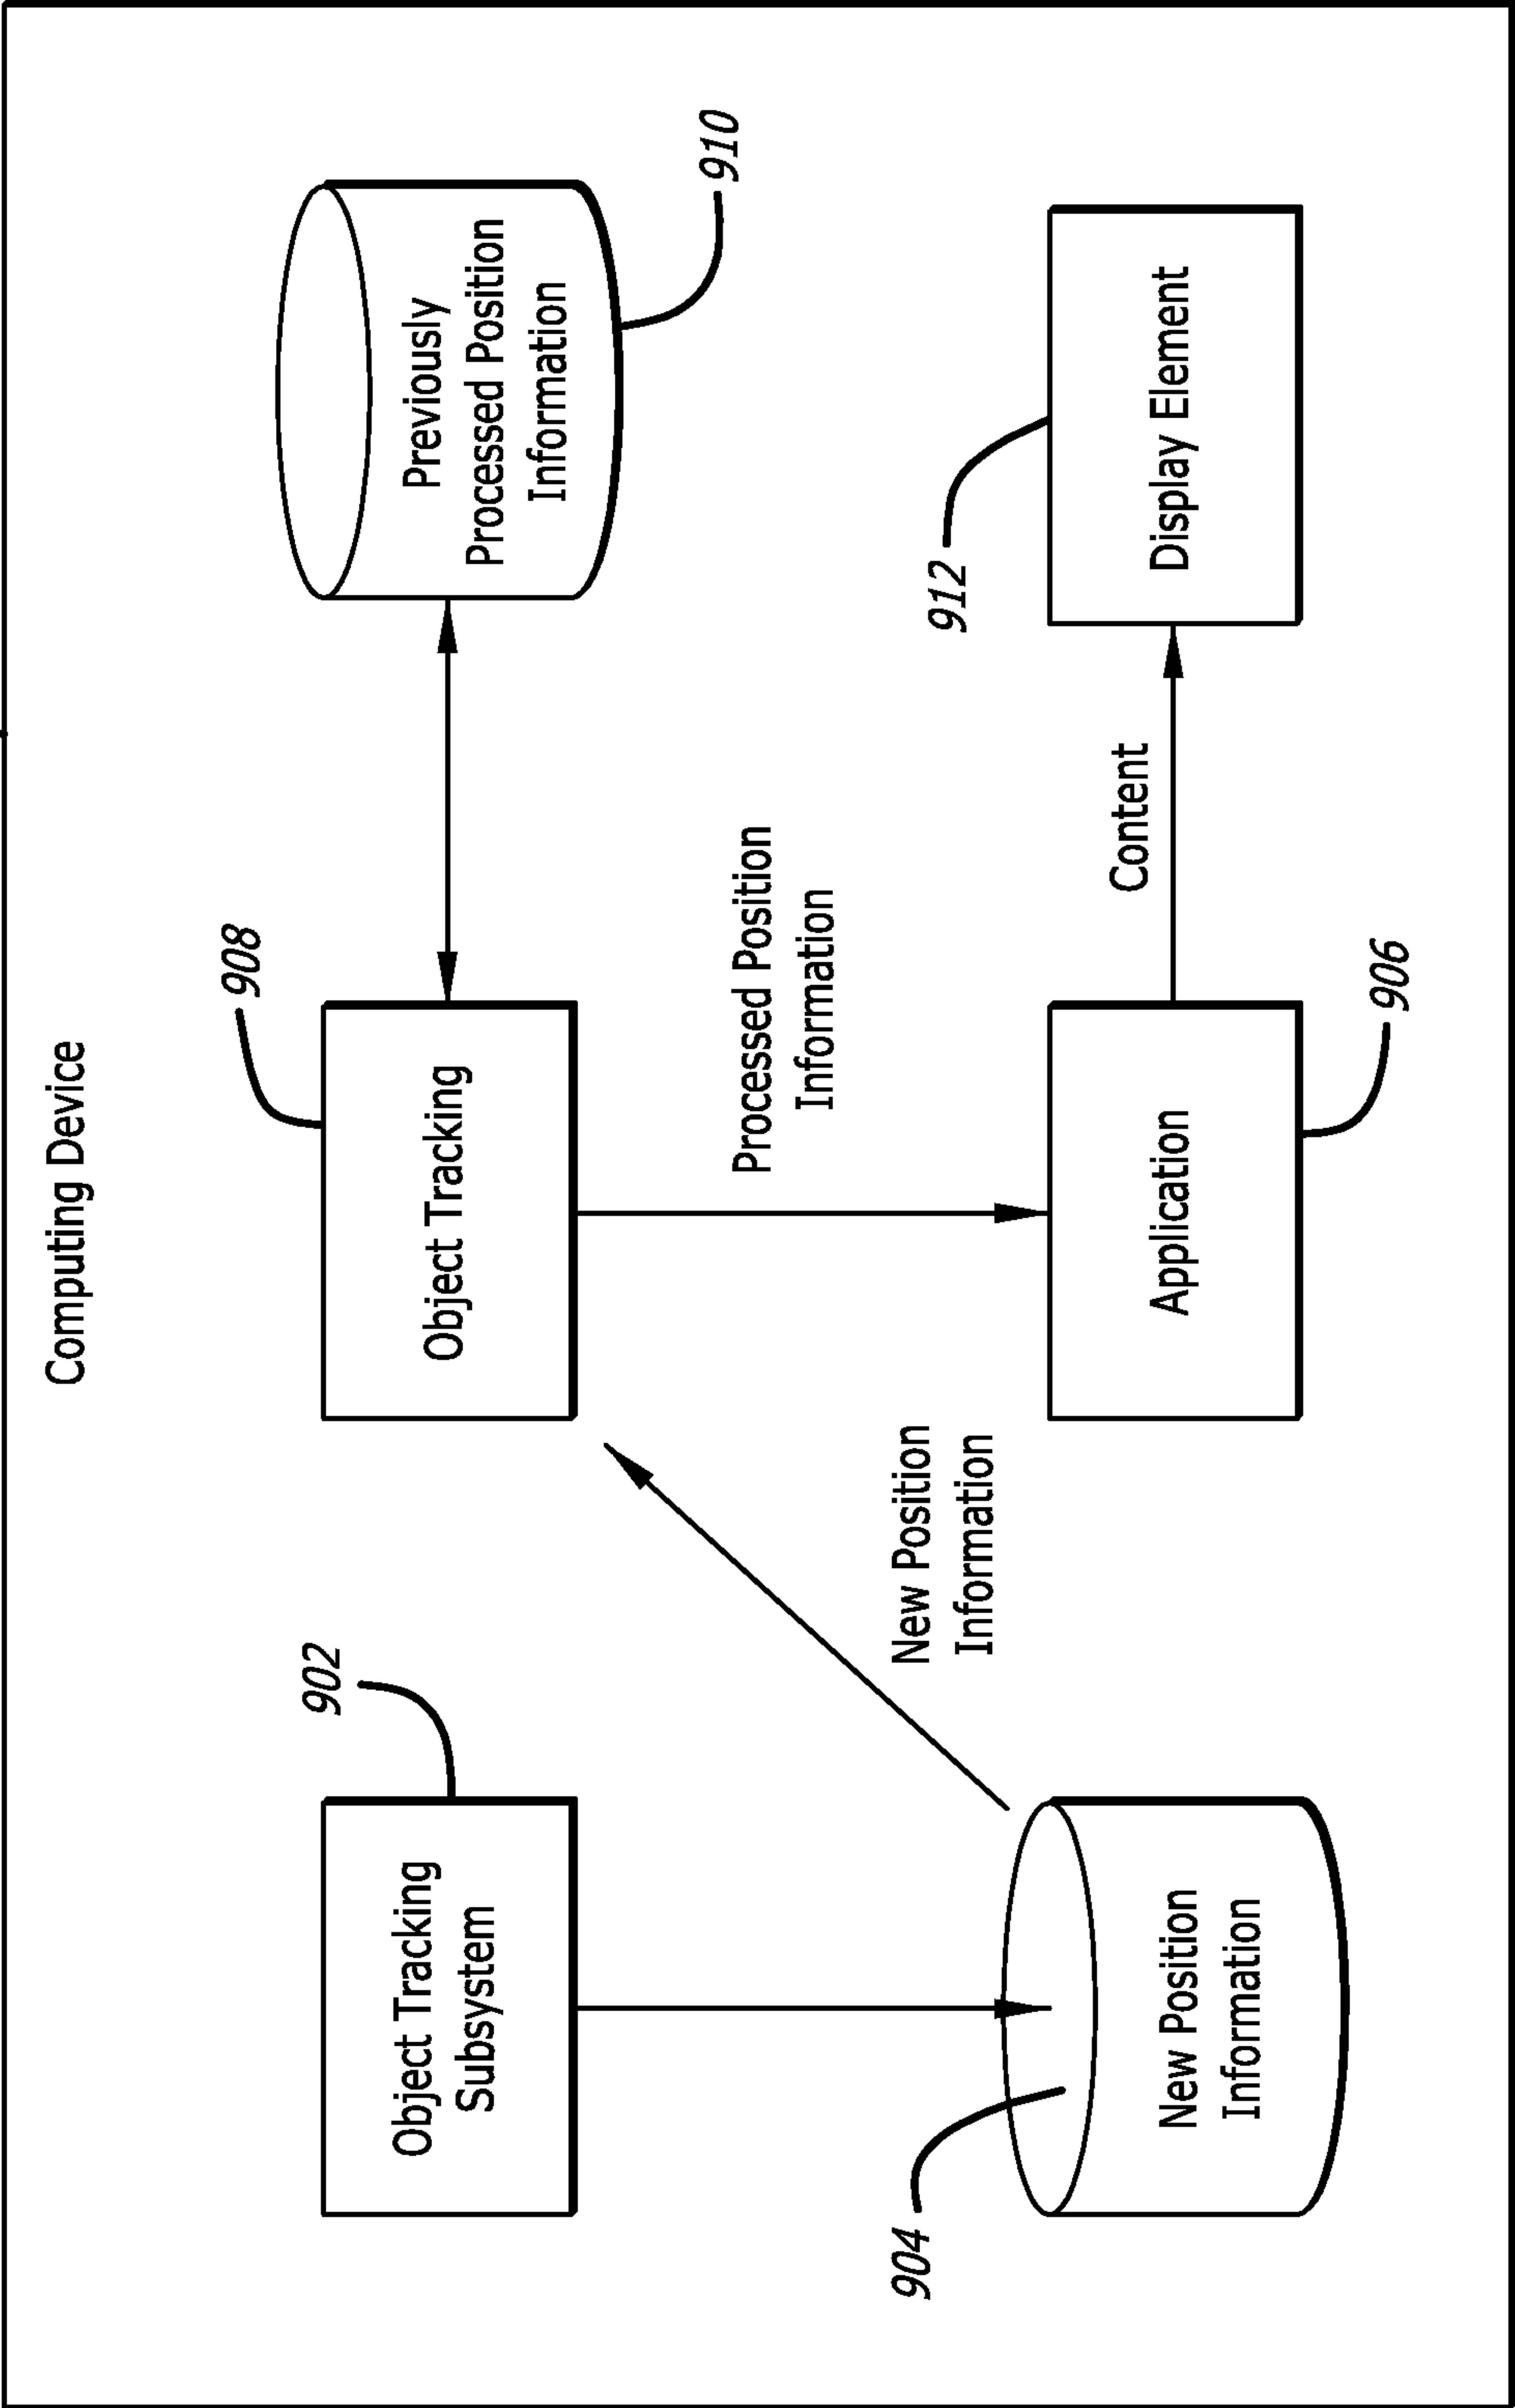 Computing Device
902
Object Tracking
Subsystem
908
Object Tracking
Previously
Processed Position
Information
910
Processed Position
Information
New Position
Information
904
New Position
Information
Application
906
Content
912
Display Element